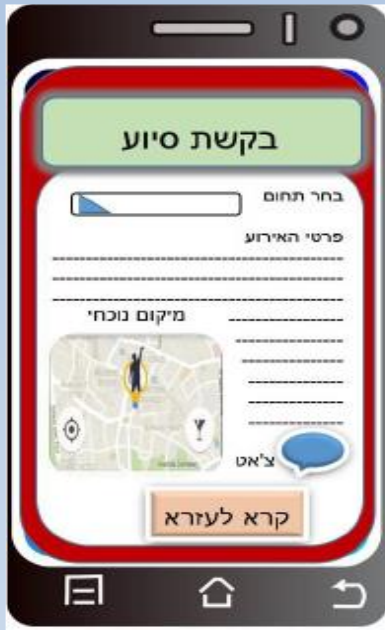 בקשת סיוע
בחר תחום
פרטי האירוע
מיקום נוכחי
צ'אט
קרא לעזרא